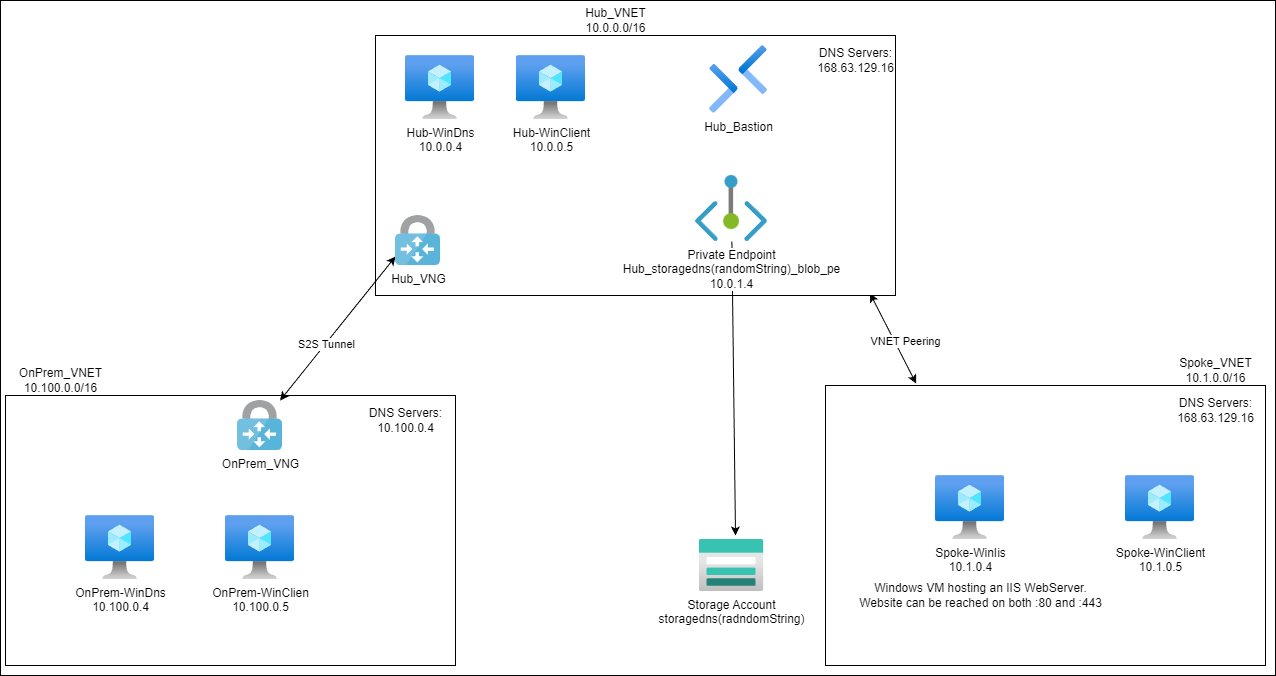 Hub_VNET
10.0.0.0/16
DNS Servers:
168.63.129.16
Hub-WinDns
10.0.0.4
Hub-WinClient
10.0.0.5
Hub_Bastion
Hub_VNG
Private Endpoint
Hub_storagedns(randomString)_blob_pe
10.0.1.4
S2S Tunnel
VNET Peering
OnPrem_VNET
10.100.0.0/16
DNS Servers:
10.100.0.4
OnPrem_VNG
OnPrem-WinDns
10.100.0.4
OnPrem-WinClien
10.100.0.5
Storage Account
storagedns(radndomString)
Spoke_VNET
10.1.0.0/16
DNS Servers:
168.63.129.16
Spoke-WinIis
10.1.0.4
Spoke-WinClient
10.1.0.5
Windows VM hosting an IIS WebServer.
Website can be reached on both :80 and :443